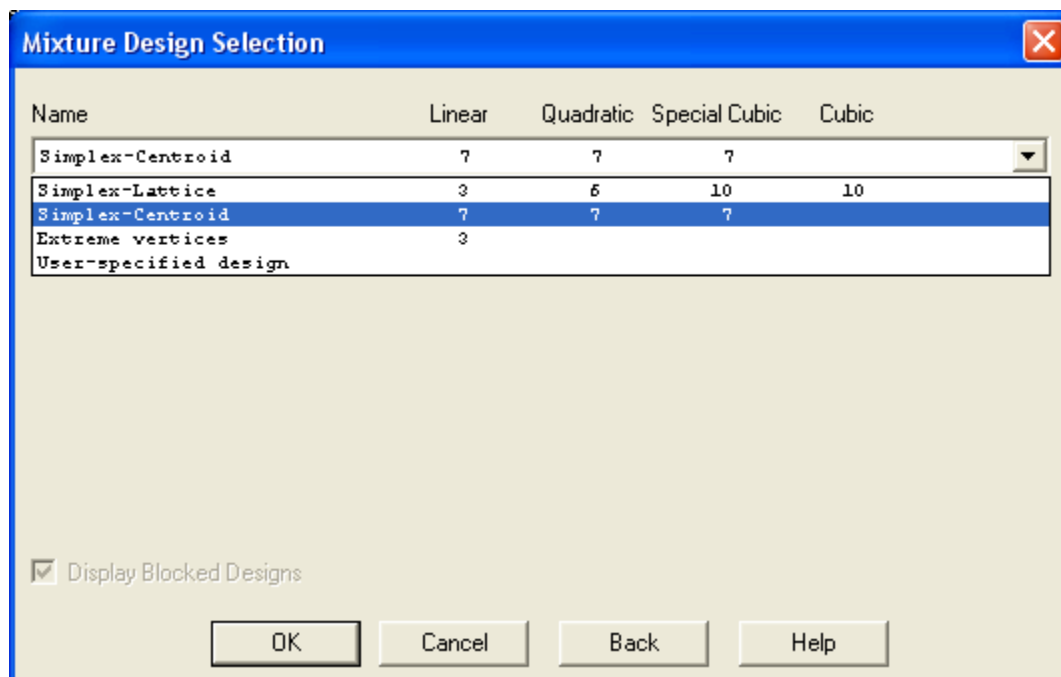 Mixture Design Selection
Name Linear Quadratic Special Cubic Cubic
Simplex-Centroid 7 7 7
Simplex-Lattice 3 6 10 10
Simplex-Centroid 7 7 7
Extreme vertices 3
User-specified design
Display Blocked Designs
OK Cancel Back Help